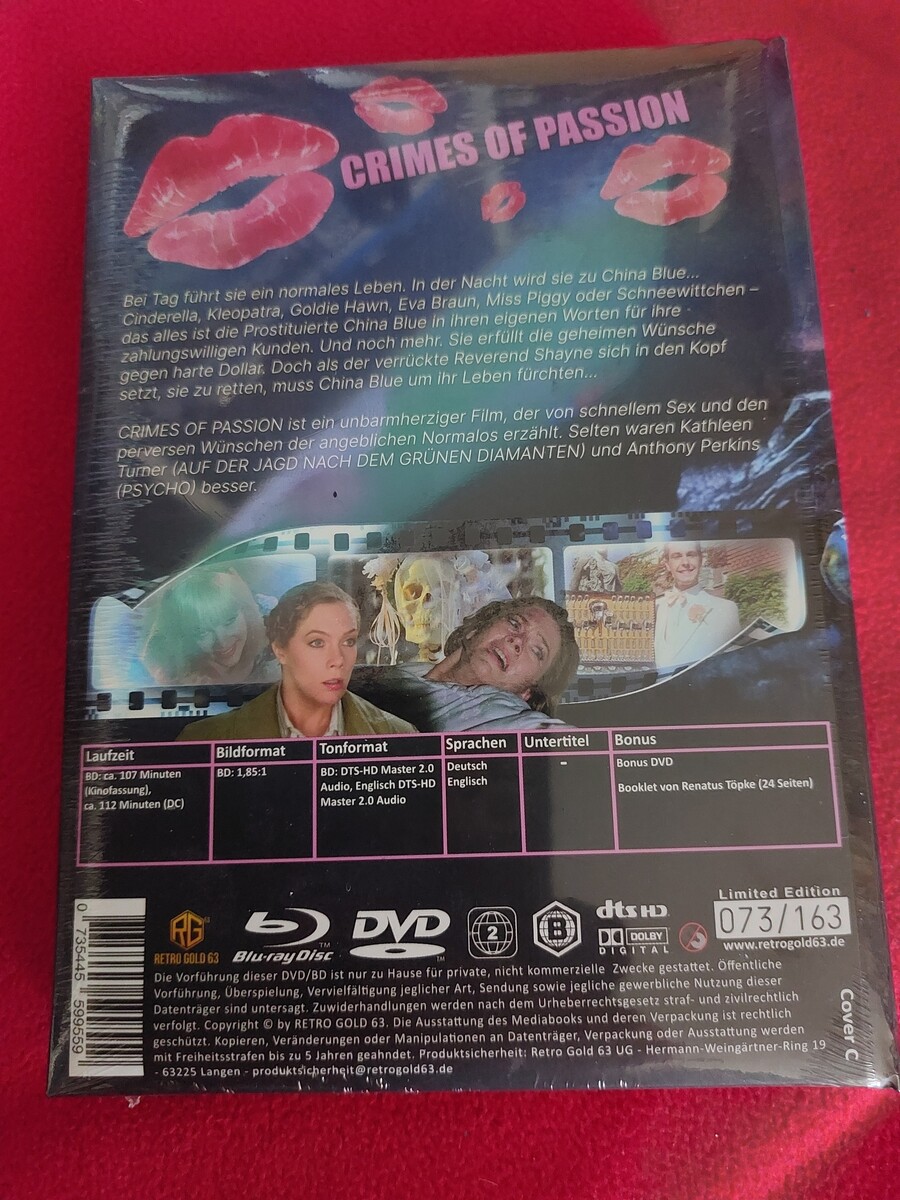 CRIMES OF PASSION
Bei Tag führt sie ein normales Leben. In der Nacht wird sie zu China Blue...
Cinderella, Kleopatra, Goldie Hawn, Eva Braun, Miss Piggy oder Schneewittchen –
das alles ist die Prostituierte China Blue in ihren eigenen Worten für ihre
zahlungswilligen Kunden. Und noch mehr. Sie erfüllt die geheimen Wünsche
gegen harte Dollar. Doch als der verrückte Reverend Shayne sich in den Kopf
setzt, sie zu retten, muss China Blue um ihr Leben fürchten...
CRIMES OF PASSION ist ein unbarmherziger Film, der von schnellem Sex und den
perversen Wünschen der angeblichen Normalos erzählt. Selten waren Kathleen
Turner (AUF DER JAGD NACH DEM GRÜNEN DIAMANTEN) und Anthony Perkins
(PSYCHO) besser.
Laufzeit
BD: ca. 107 Minuten
(Kinofassung),
ca. 112 Minuten (DC)
Bildformat
BD: 1,85:1
Tonformat
BD: DTS-HD Master 2.0
Audio, Englisch DTS-HD
Master 2.0 Audio
Sprachen
Deutsch
Englisch
Untertitel
-
Bonus
Bonus DVD
Booklet von Renatus Töpke (24 Seiten)
0 735445 599559
RG
RETRO GOLD 63
Blu-ray Disc
DVD
2
B
dts HD
DOLBY
DIGITAL
Limited Edition
073/163
www.retrogold63.de
Die Vorführung dieser DVD/BD ist nur zu Hause für private, nicht kommerzielle Zwecke gestattet. Öffentliche
Vorführung, Überspielung, Vervielfältigung jeglicher Art, Sendung sowie jegliche gewerbliche Nutzung dieser
Datenträger sind untersagt. Zuwiderhandlungen werden nach dem Urheberrechtsgesetz straf- und zivilrechtlich
verfolgt. Copyright © by RETRO GOLD 63. Die Ausstattung des Mediabooks und deren Verpackung ist rechtlich
geschützt. Kopieren, Veränderungen oder Manipulationen an Datenträger, Verpackung oder Ausstattung werden
mit Freiheitsstrafen bis zu 5 Jahren geahndet. Produktsicherheit: Retro Gold 63 UG - Hermann-Weingärtner-Ring 19
- 63225 Langen - produktsicherheit@retrogold63.de
Cover C